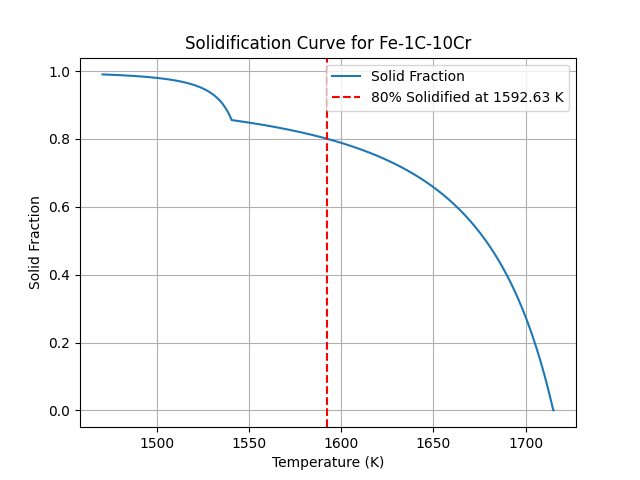 Solidification Curve for Fe-1C-10Cr
Solid Fraction
80% Solidified at 1592.63 K
1.0
0.8
0.6
0.4
0.2
0.0
Solid Fraction
1500
1550
1600
1650
1700
Temperature (K)